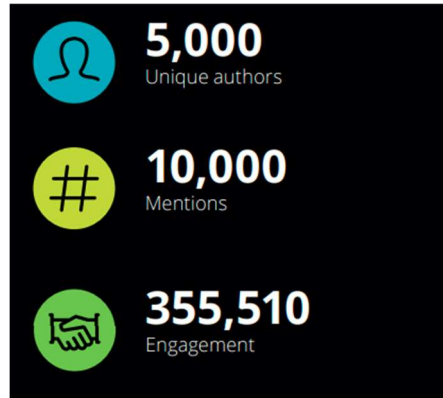 5,000
Unique authors
#
10,000
Mentions
355,510
Engagement